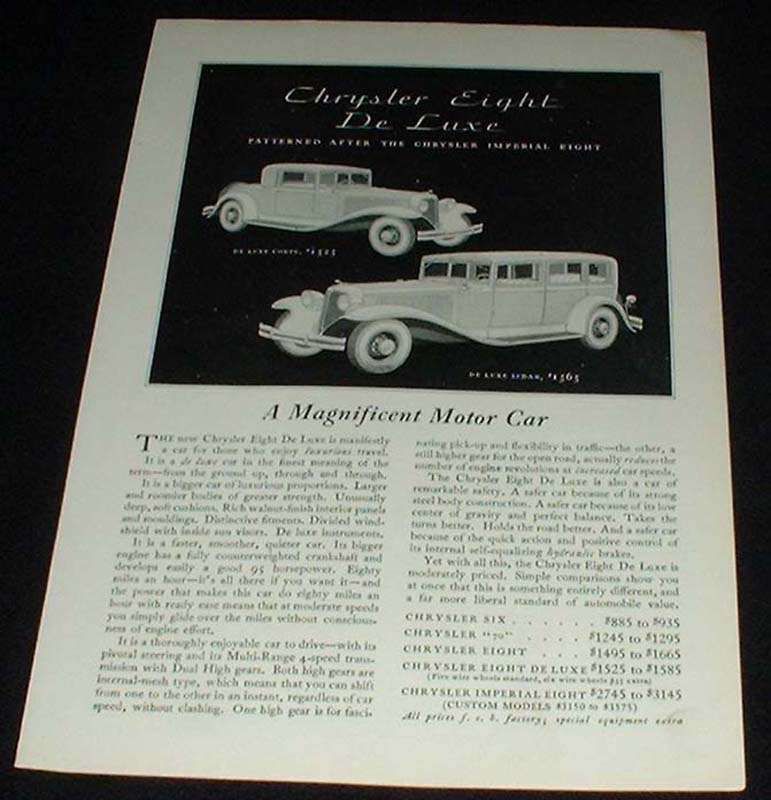 Chrysler Eight
De Luxe
PATTERNED AFTER THE CHRYSLER IMPERIAL EIGHT
DE LUXE COUPE, $1525
DE LUXE SEDAN, $1565
A Magnificent Motor Car
THE new Chrysler Eight De Luxe is manifestly
a car for those who enjoy luxurious travel.
It is a de luxe car in the finest meaning of the
term—from the ground up, through and through.
It is a bigger car of luxurious proportions. Larger
and roomier bodies of greater strength. Unusually
deep, soft cushions. Rich walnut-finish interior panels
and mouldings. Distinctive fitments. Divided wind-
shield with inside sun visors. De luxe instruments.
It is a faster, smoother, quieter car. Its bigger
engine has a fully counterweighted crankshaft and
develops easily a good 95 horsepower. Eighty
miles an hour—it's all there if you want it—and
the power that makes this car do eighty miles an
hour with ready ease means that at moderate speeds
you simply glide over the miles without conscious-
ness of engine effort.
It is a thoroughly enjoyable car to drive—with its
pivotal steering and its Multi-Range 4-speed trans-
mission with Dual High gears. Both high gears are
internal-mesh type, which means that you can shift
from one to the other in an instant, regardless of car
speed, without clashing. One high gear is for fasci-
nating pick-up and flexibility in traffic—the other, a
still higher gear for the open road, actually reduces the
number of engine revolutions at increased car speeds.
The Chrysler Eight De Luxe is also a car of
remarkable safety. A safer car because of its strong
steel body construction. A safer car because of its low
center of gravity and perfect balance. Takes the
turns better. Holds the road better. And a safer car
because of the quick action and positive control of
its internal self-equalizing hydraulic brakes.
Yet with all this, the Chrysler Eight De Luxe is
moderately priced. Simple comparisons show you
at once that this is something entirely different, and
a far more liberal standard of automobile value.
CHRYSLER SIX . . . . . . $885 to $935
CHRYSLER "70" . . . . $1245 to $1295
CHRYSLER EIGHT . . . . $1495 to $1665
CHRYSLER EIGHT DE LUXE $1525 to $1585
(Five wire wheels standard, six wire wheels $35 extra)
CHRYSLER IMPERIAL EIGHT $2745 to $3145
(CUSTOM MODELS $3150 to $3575)
All prices f. o. b. factory; special equipment extra